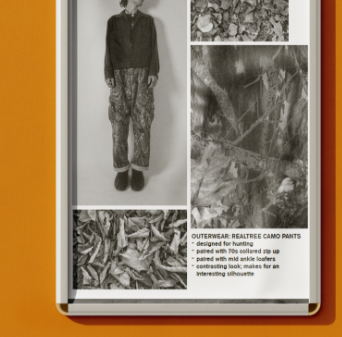 OUTERWEAR: REALTREE CAMO PANTS
- designed for hunting
- paired with 70s collared zip up
- paired with mid ankle loafers
- contrasting look; makes for an
interesting silhouette